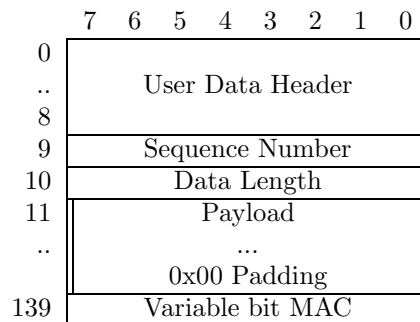 7 6 5 4 3 2 1 0
0
.. User Data Header
8
9 Sequence Number
10 Data Length
11 Payload
.. ...
0x00 Padding
139 Variable bit MAC